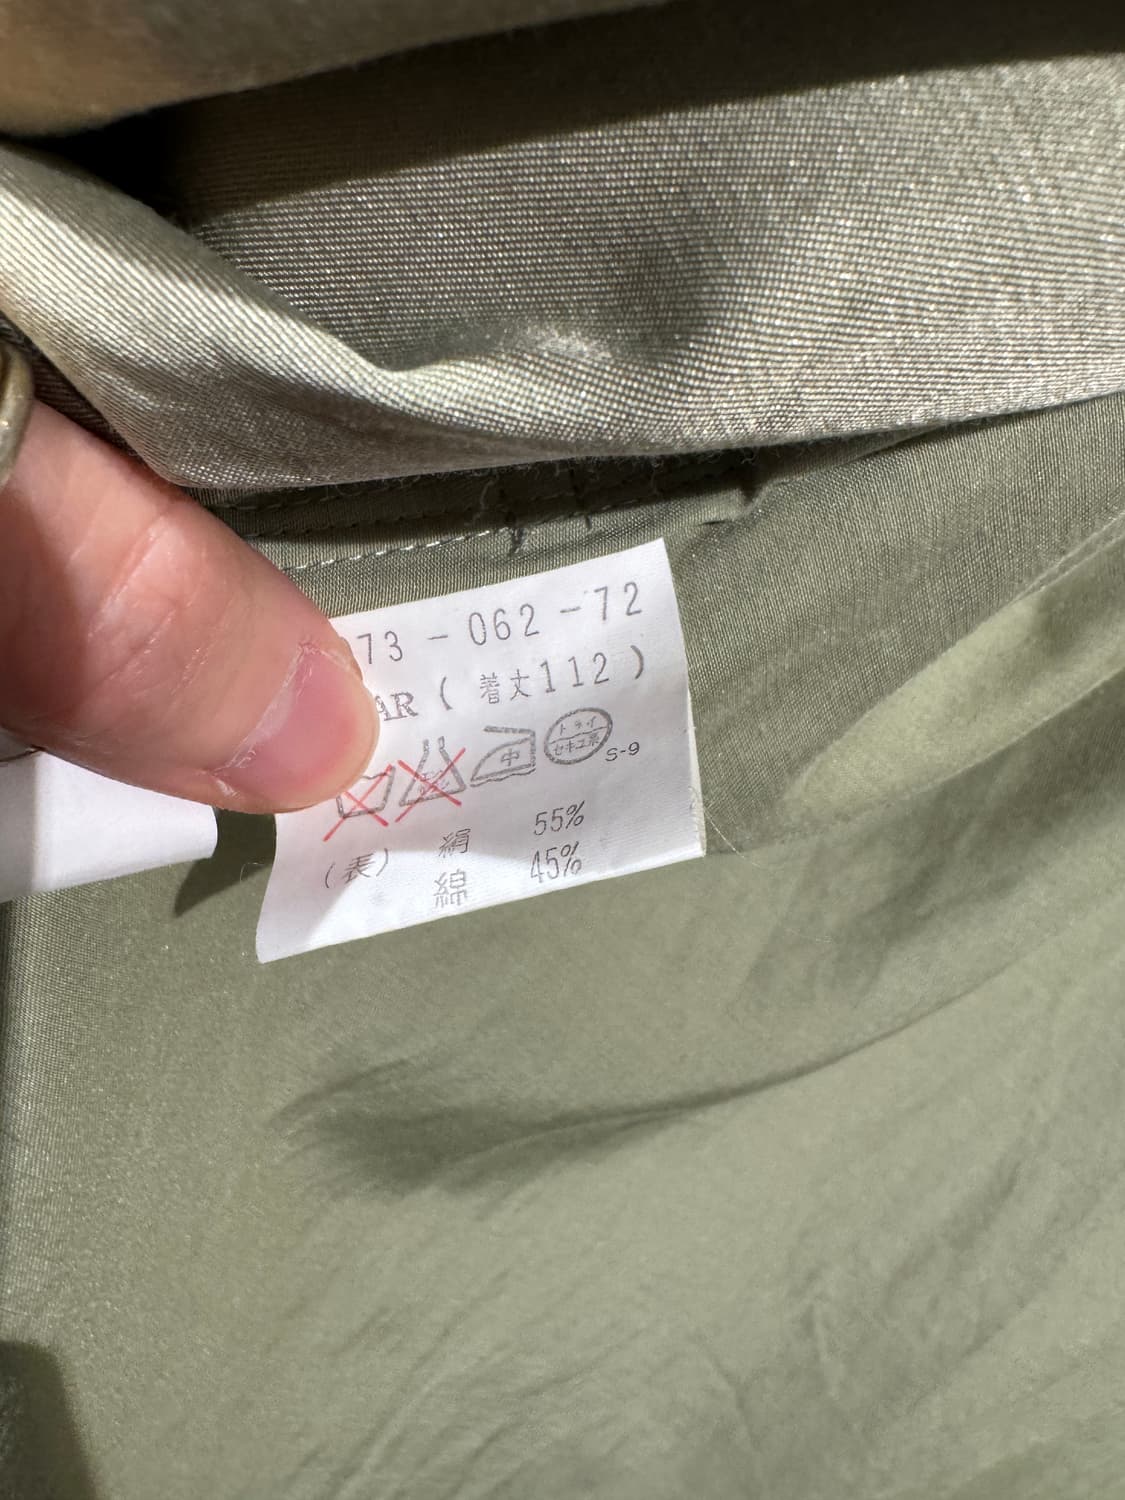 73-062-72
AR(着丈112)
中 ドライ セキユ系 S-9
(表) 絹 55%
綿 45%